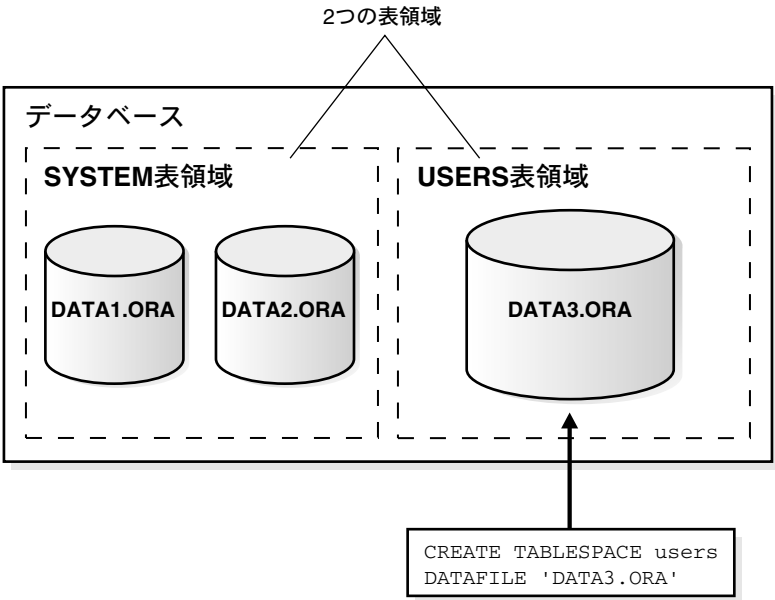 2つの表領域
データベース
SYSTEM表領域
USERS表領域
DATA1.ORA
DATA2.ORA
DATA3.ORA
CREATE TABLESPACE users
DATAFILE 'DATA3.ORA'